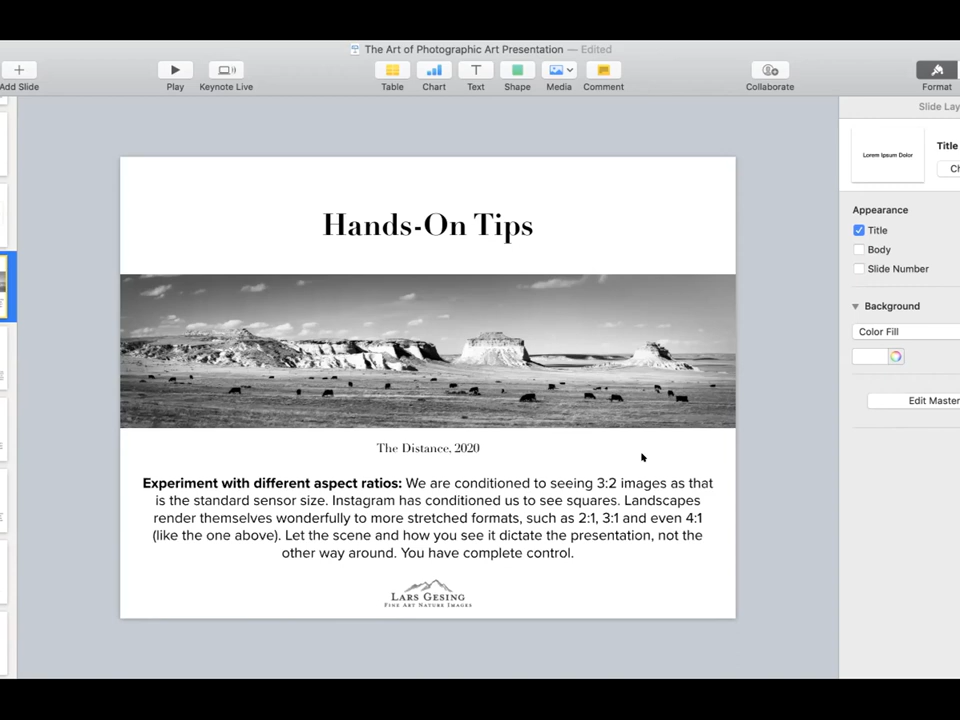 The Art of Photographic Art Presentation — Edited
Add Slide
Play
Keynote Live
Table
Chart
Text
Shape
Media
Comment
Collaborate
Format
Slide Lay
Lorem Ipsum Dolor
Title
Ch
Appearance
Title
Body
Slide Number
Background
Color Fill
Edit Master
Hands-On Tips
The Distance, 2020
Experiment with different aspect ratios: We are conditioned to seeing 3:2 images as that
is the standard sensor size. Instagram has conditioned us to see squares. Landscapes
render themselves wonderfully to more stretched formats, such as 2:1, 3:1 and even 4:1
(like the one above). Let the scene and how you see it dictate the presentation, not the
other way around. You have complete control.
Lars Gesing
Fine Art Nature Images